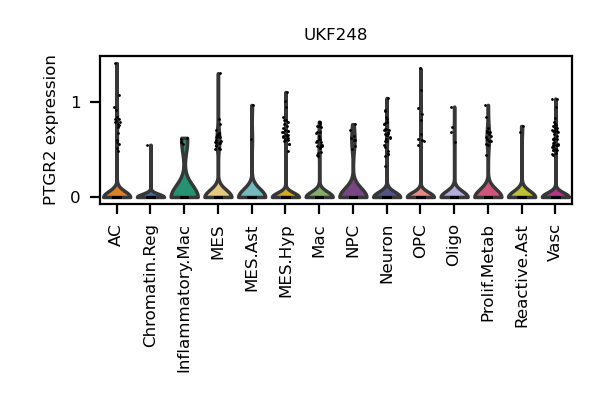 UKF248
PTGR2 expression
1
0
AC
Chromatin.Reg
Inflammatory.Mac
MES
MES.Ast
MES.Hyp
Mac
NPC
Neuron
OPC
Oligo
Prolif.Metab
Reactive.Ast
Vasc